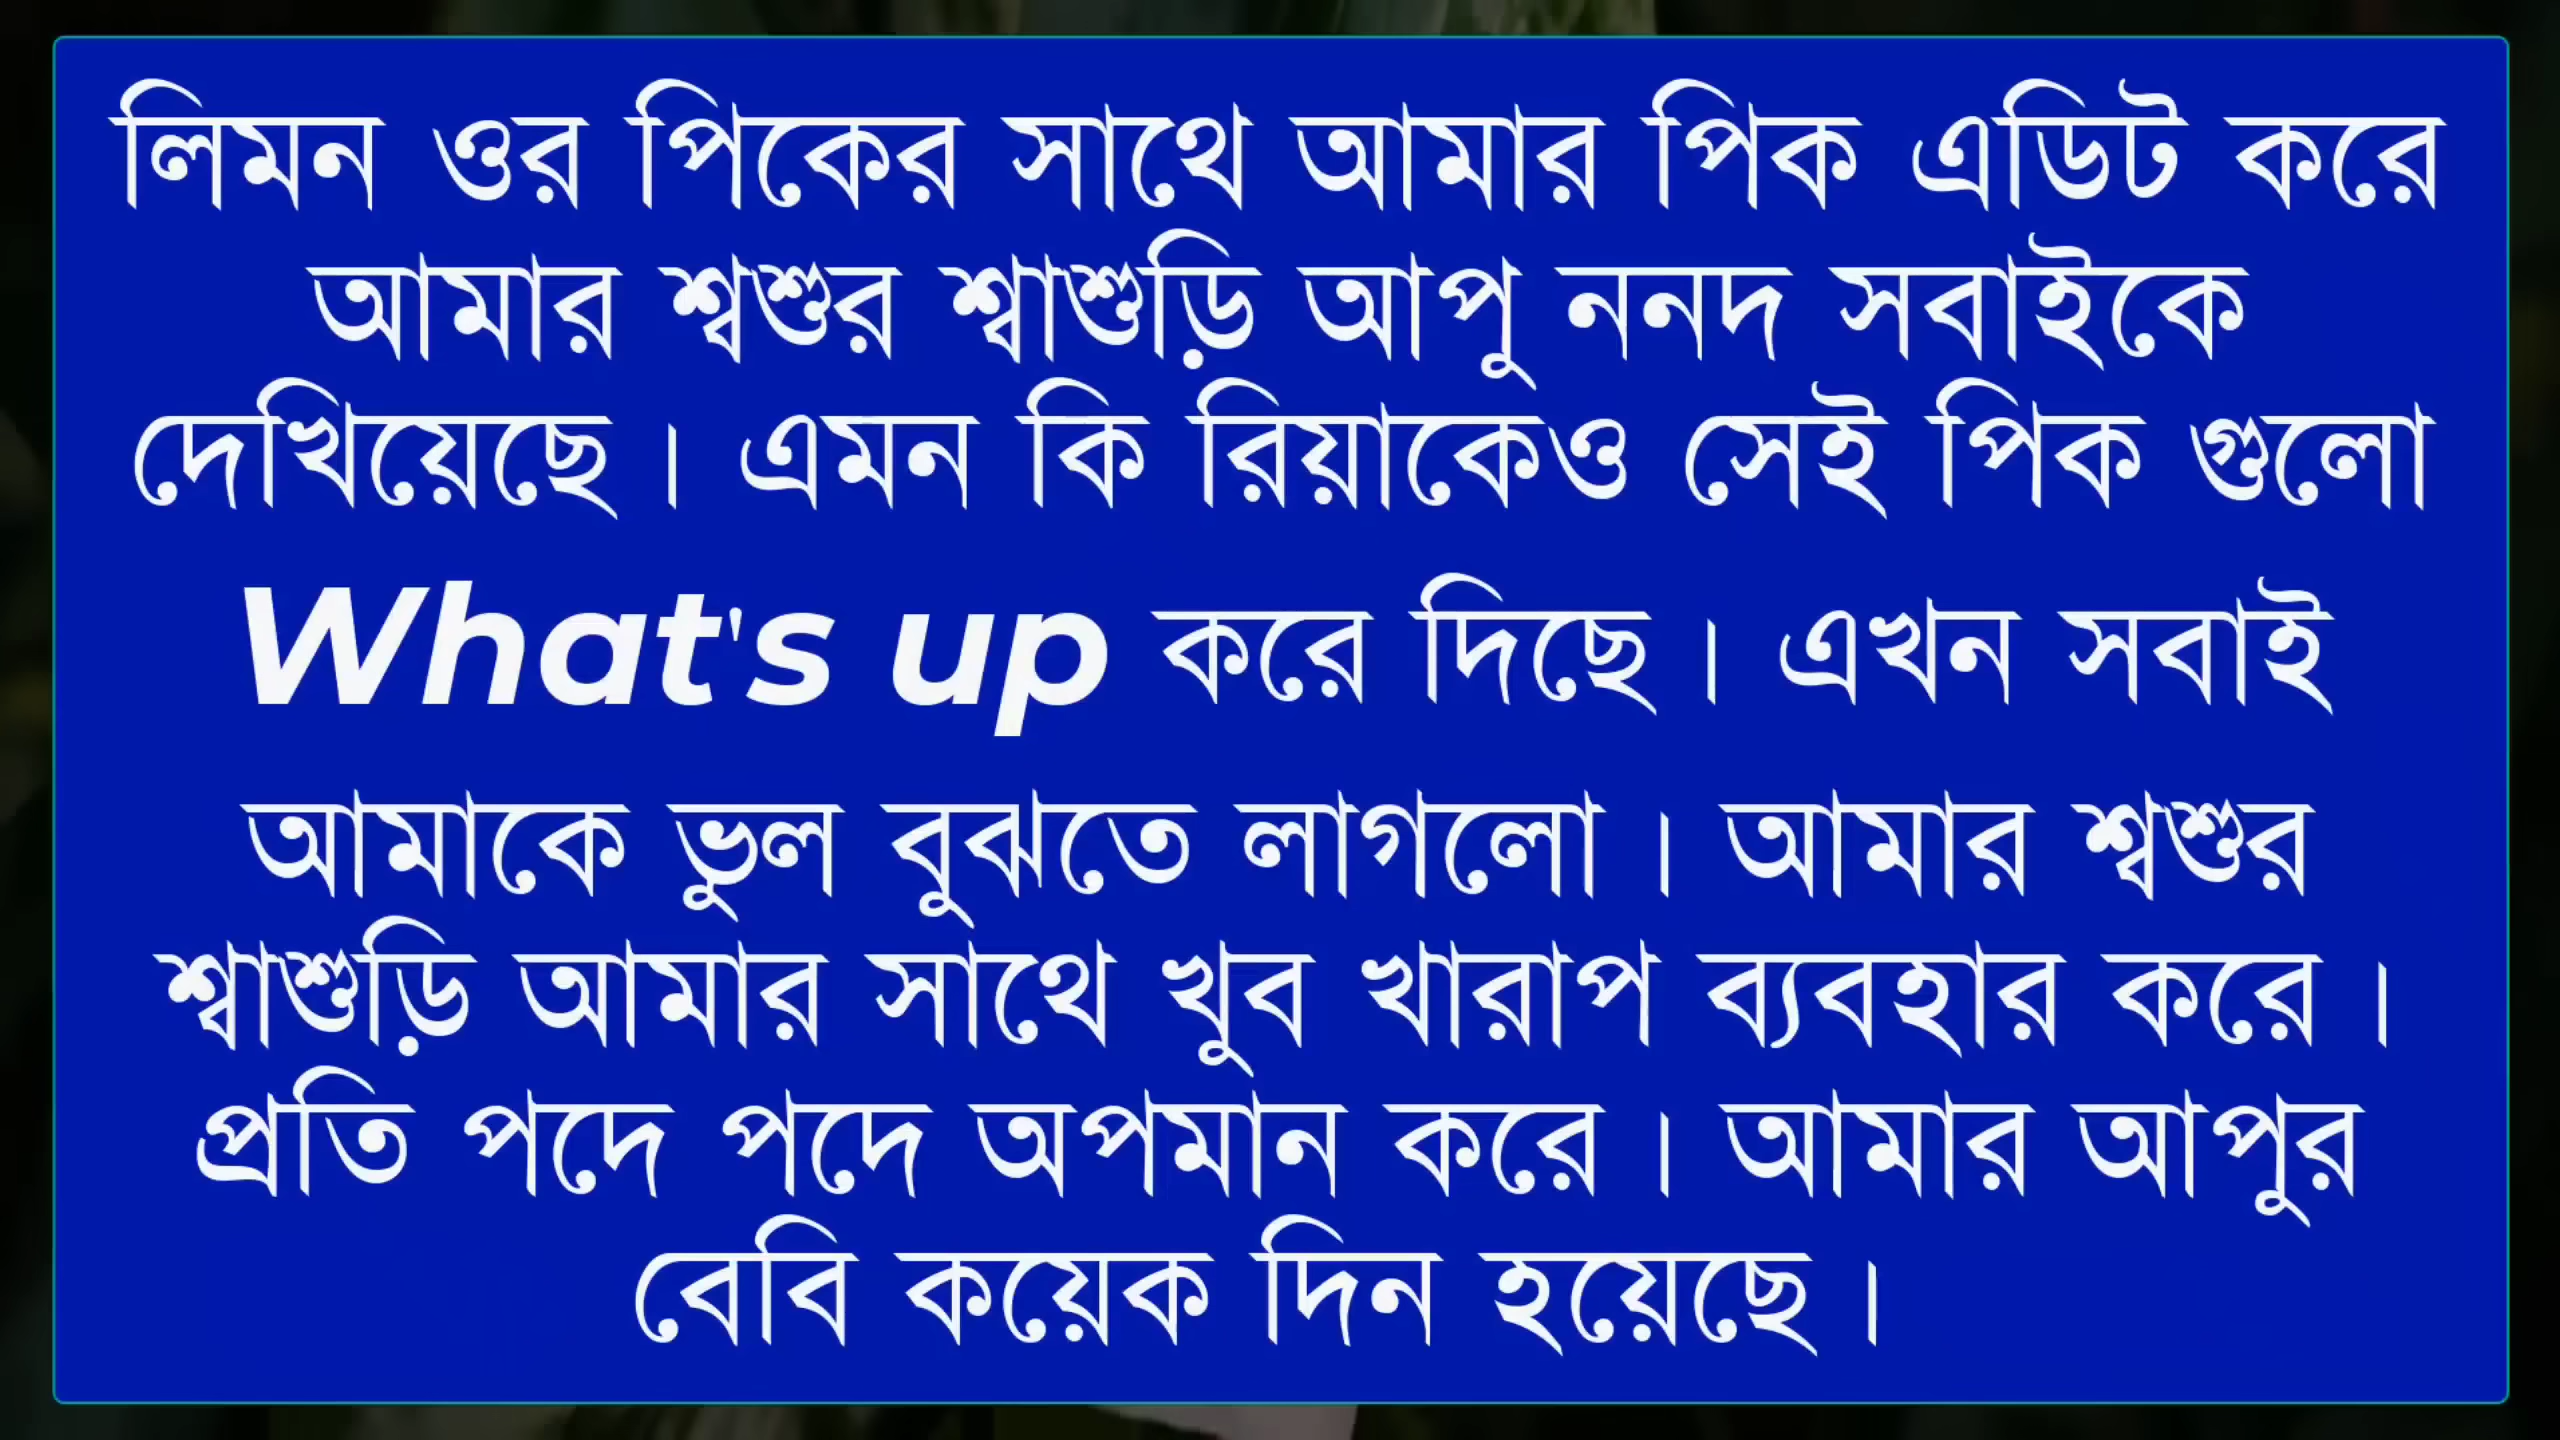 লিমন ওর পিকের সাথে আমার পিক এডিট করে
আমার শ্বশুর শ্বাশুড়ি আপু ননদ সবাইকে
দেখিয়েছে। এমন কি রিয়াকেও সেই পিক গুলো
What's up করে দিছে। এখন সবাই
আমাকে ভুল বুঝতে লাগলো। আমার শ্বশুর
শ্বাশুড়ি আমার সাথে খুব খারাপ ব্যবহার করে।
প্রতি পদে পদে অপমান করে। আমার আপুর
বেবি কয়েক দিন হয়েছে।